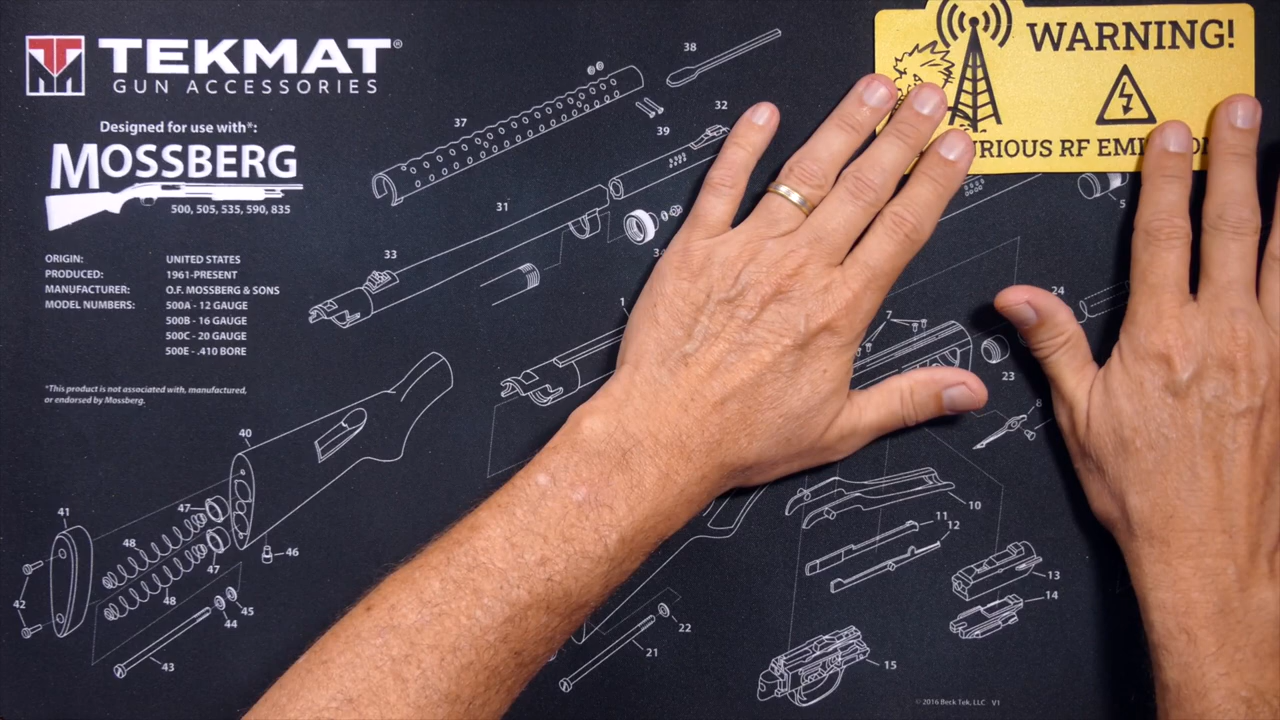 TEKMAT®
GUN ACCESSORIES
Designed for use with*:
MOSSBERG
500, 505, 535, 590, 835
ORIGIN: UNITED STATES
PRODUCED: 1961-PRESENT
MANUFACTURER: O.F. MOSSBERG & SONS
MODEL NUMBERS: 500A - 12 GAUGE
500B - 16 GAUGE
500C - 20 GAUGE
500E - .410 BORE
*This product is not associated with, manufactured,
or endorsed by Mossberg.
WARNING!
RF
38
37
32
39
31
5
33
24
1
7
23
8
40
10
47
11
12
41
48
46
13
47
14
42
48
45
44
22
43
21
15
© 2016 Beck Tek, LLC V1